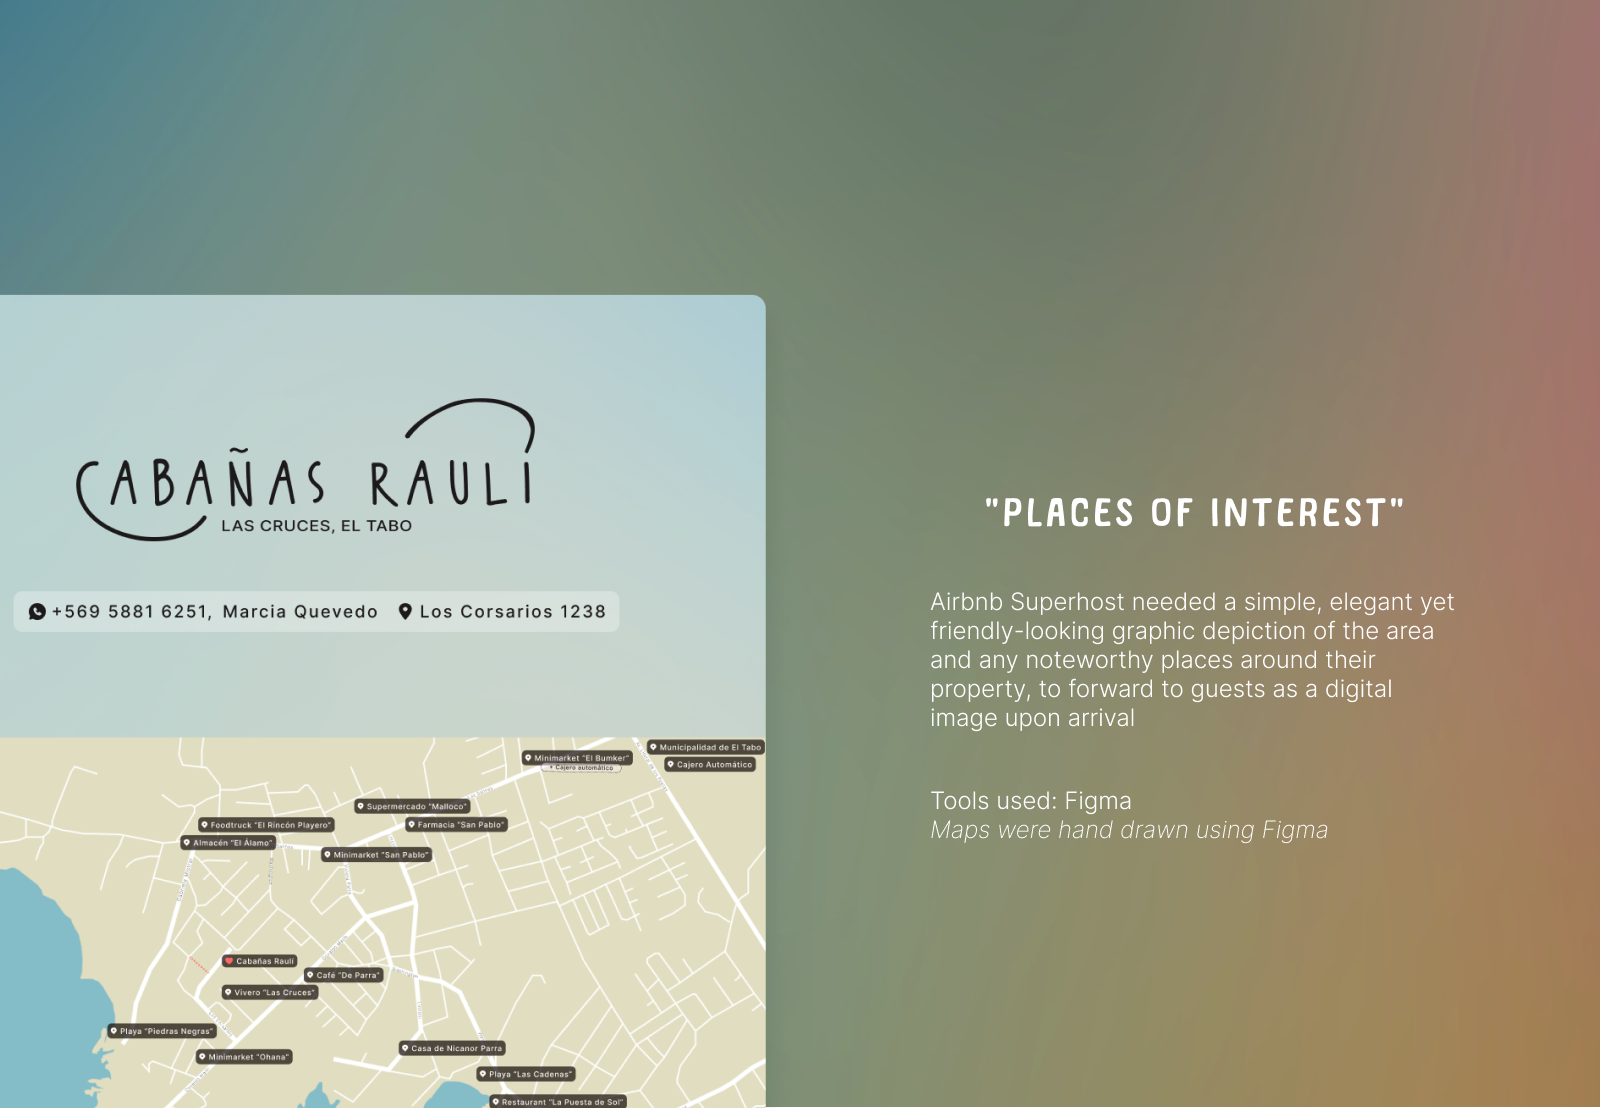 CABAÑAS RAULÍ
LAS CRUCES, EL TABO
+569 5881 6251, Marcia Quevedo Los Corsarios 1238
Municipalidad de El Tabo
Minimarket "El Bumker"
Cajero Automático
+ Cajero automático
Supermercado "Malloco"
Foodtruck "El Rincón Playero"
Farmacia "San Pablo"
Almacén "El Álamo"
Minimarket "San Pablo"
Cabañas Raulí
Café "De Parra"
Vivero "Las Cruces"
Playa "Piedras Negras"
Casa de Nicanor Parra
Minimarket "Ohana"
Playa "Las Cadenas"
Restaurant "La Puesta de Sol"
"PLACES OF INTEREST"
Airbnb Superhost needed a simple, elegant yet
friendly-looking graphic depiction of the area
and any noteworthy places around their
property, to forward to guests as a digital
image upon arrival
Tools used: Figma
Maps were hand drawn using Figma